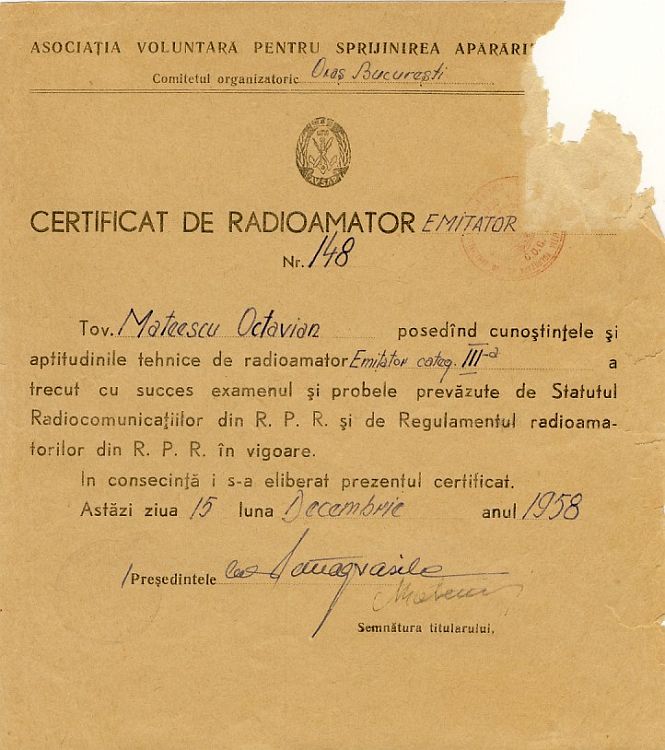 ASOCIAȚIA VOLUNTARĂ PENTRU SPRIJINIREA APĂRĂRII
Comitetul organizatoric Oraș București
CERTIFICAT DE RADIOAMATOR EMIȚATOR
Nr. 148
Tov. Mateescu Octavian posedînd cunoștințele și
aptitudinile tehnice de radioamator Emițator categ. III-a a
trecut cu succes examenul și probele prevăzute de Statutul
Radiocomunicațiilor din R. P. R. și de Regulamentul radioama-
torilor din R. P. R. în vigoare.
In consecință i s-a eliberat prezentul certificat.
Astăzi ziua 15 luna Decembrie anul 1958
Președintele
Semnătura titularului,